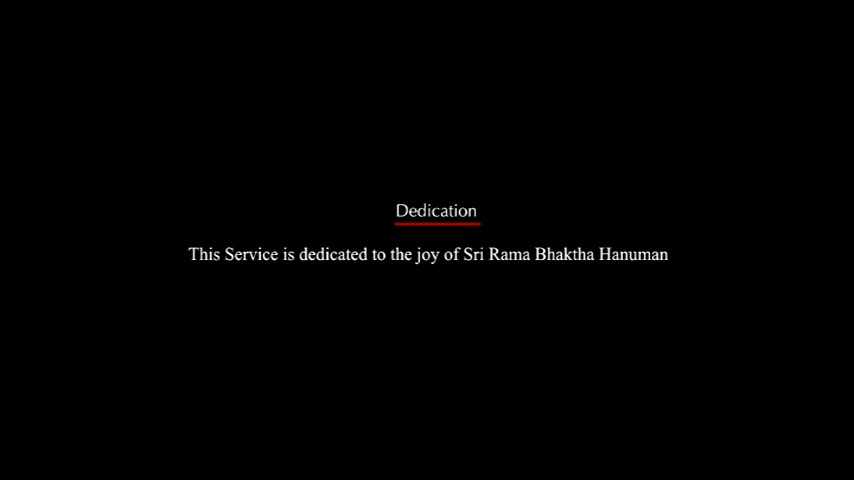 Dedication
This Service is dedicated to the joy of Sri Rama Bhaktha Hanuman